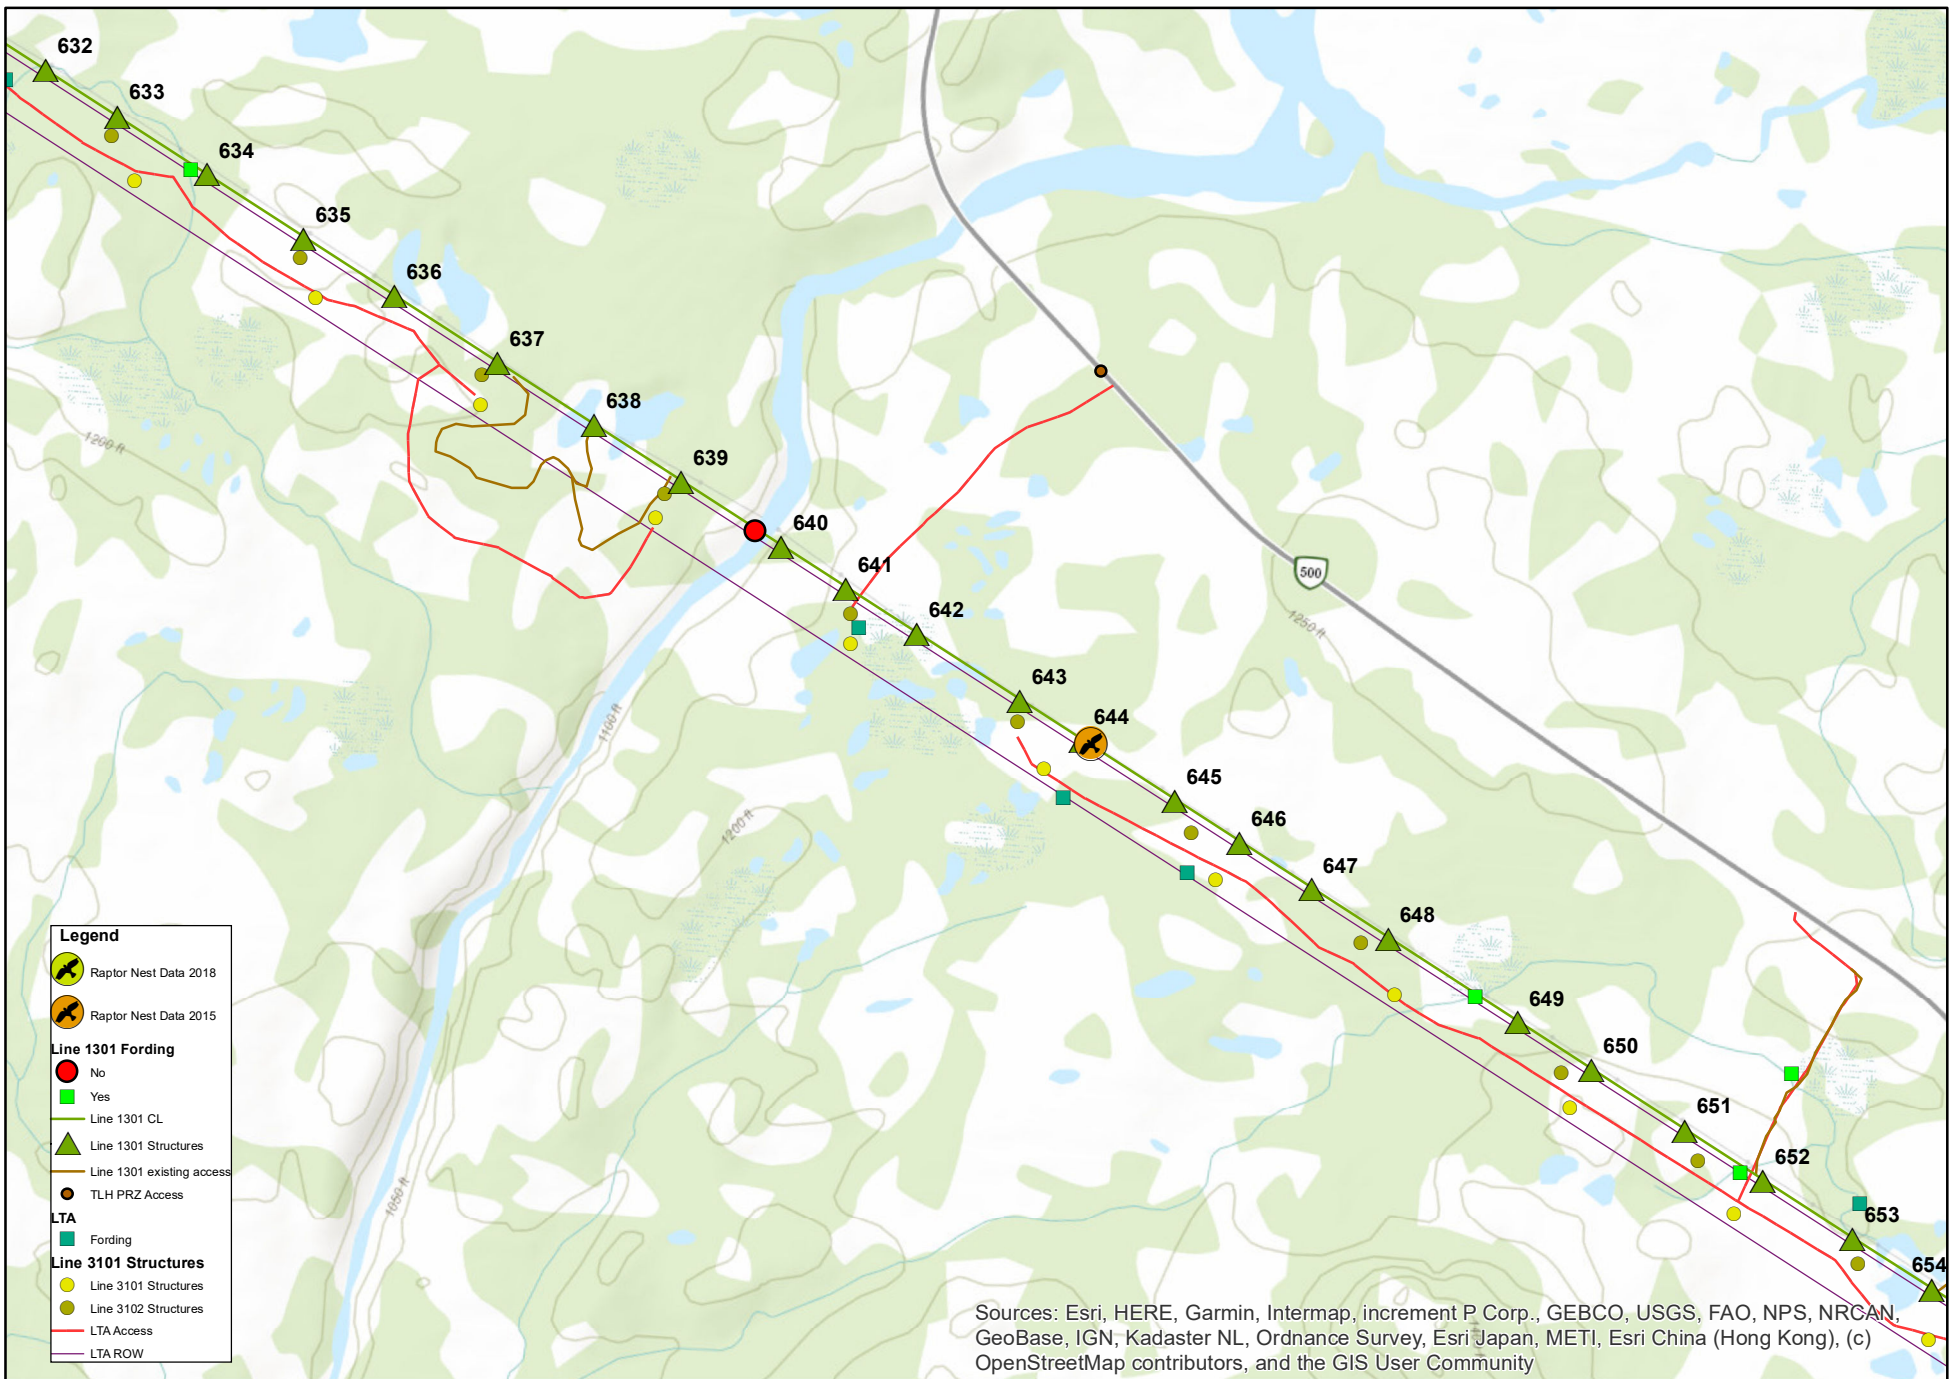 632
633
634
635
636
637
638
639
640
641
642
643
644
645
646
647
648
649
650
651
652
653
654
500
1200 ft
1250 ft
1100 ft
1200 ft
1050 ft
Legend
Raptor Nest Data 2018
Raptor Nest Data 2015
Line 1301 Fording
No
Yes
Line 1301 CL
Line 1301 Structures
Line 1301 existing access
TLH PRZ Access
LTA
Fording
Line 3101 Structures
Line 3101 Structures
Line 3102 Structures
LTA Access
LTA ROW
Sources: Esri, HERE, Garmin, Intermap, increment P Corp., GEBCO, USGS, FAO, NPS, NRCAN,
GeoBase, IGN, Kadaster NL, Ordnance Survey, Esri Japan, METI, Esri China (Hong Kong), (c)
OpenStreetMap contributors, and the GIS User Community